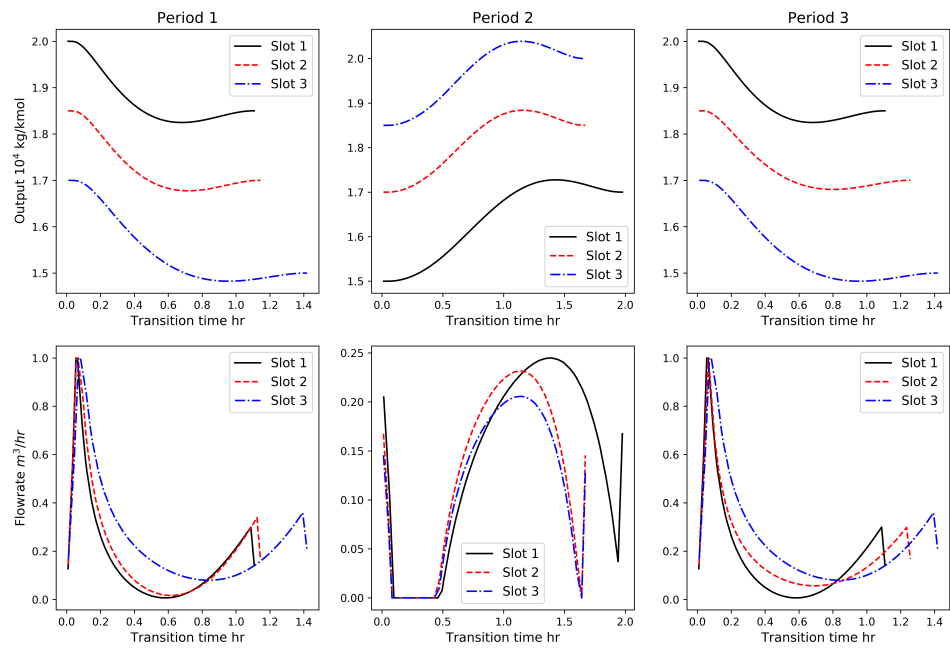 Period 1
Period 2
Period 3
Output 10⁴ kg/kmol
2.0
1.9
1.8
1.7
1.6
1.5
Slot 1
Slot 2
Slot 3
0.0 0.2 0.4 0.6 0.8 1.0 1.2 1.4
Transition time hr
2.0
1.9
1.8
1.7
1.6
1.5
Slot 1
Slot 2
Slot 3
0.0 0.5 1.0 1.5 2.0
Transition time hr
2.0
1.9
1.8
1.7
1.6
1.5
Slot 1
Slot 2
Slot 3
0.0 0.2 0.4 0.6 0.8 1.0 1.2 1.4
Transition time hr
Flowrate m³/hr
1.0
0.8
0.6
0.4
0.2
0.0
Slot 1
Slot 2
Slot 3
0.0 0.2 0.4 0.6 0.8 1.0 1.2 1.4
Transition time hr
0.25
0.20
0.15
0.10
0.05
0.00
Slot 1
Slot 2
Slot 3
0.0 0.5 1.0 1.5 2.0
Transition time hr
1.0
0.8
0.6
0.4
0.2
0.0
Slot 1
Slot 2
Slot 3
0.0 0.2 0.4 0.6 0.8 1.0 1.2 1.4
Transition time hr